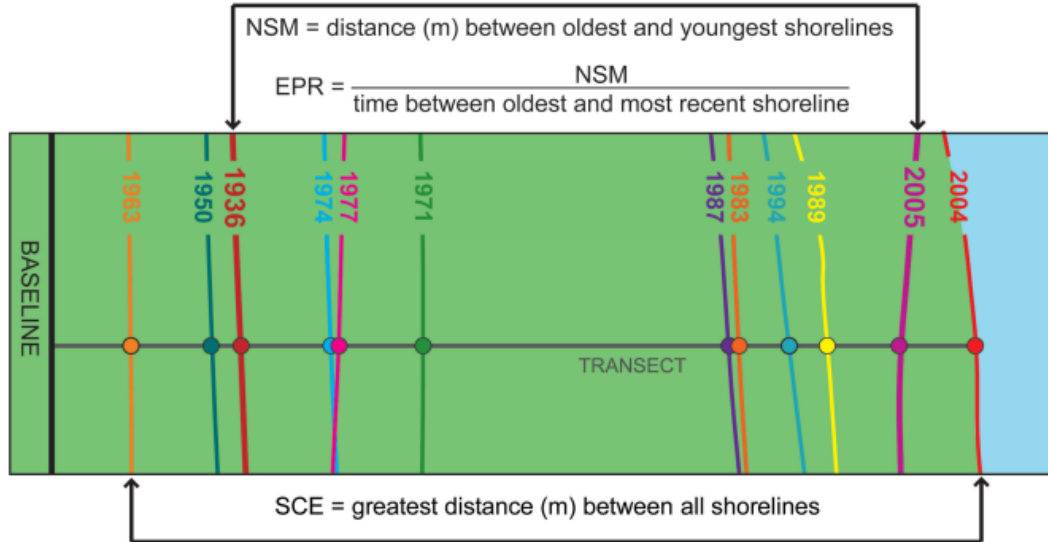 NSM = distance (m) between oldest and youngest shorelines
EPR = NSM
time between oldest and most recent shoreline
BASELINE
1963
1950
1936
1974
1977
1971
1987
1983
1994
1989
2005
2004
TRANSECT
SCE = greatest distance (m) between all shorelines